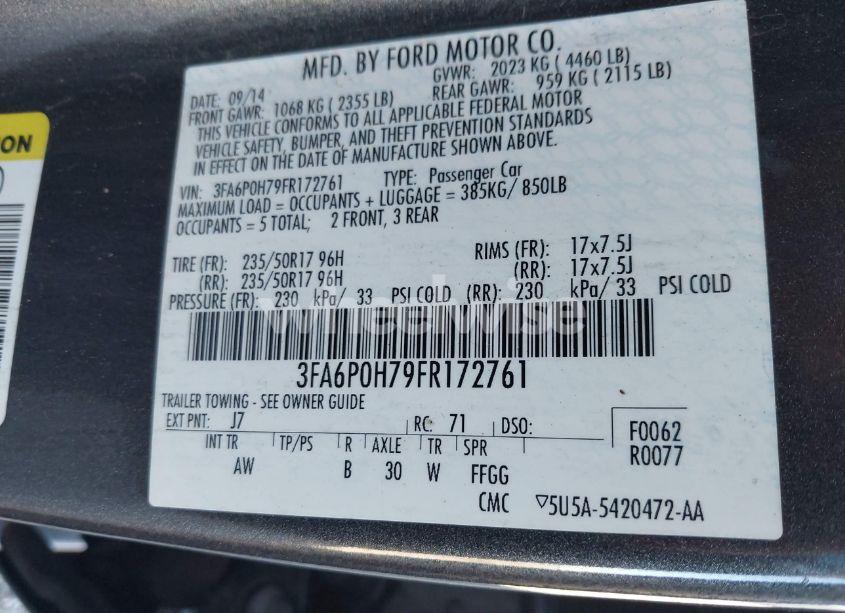 MFD. BY FORD MOTOR CO.
DATE: 09/14 GVWR: 2023 KG ( 4460 LB)
FRONT GAWR: 1068 KG ( 2355 LB) REAR GAWR: 959 KG ( 2115 LB)
THIS VEHICLE CONFORMS TO ALL APPLICABLE FEDERAL MOTOR
VEHICLE SAFETY, BUMPER, AND THEFT PREVENTION STANDARDS
IN EFFECT ON THE DATE OF MANUFACTURE SHOWN ABOVE.
VIN: 3FA6P0H79FR172761 TYPE: Passenger Car
MAXIMUM LOAD = OCCUPANTS + LUGGAGE = 385KG/ 850LB
OCCUPANTS = 5 TOTAL; 2 FRONT, 3 REAR
TIRE (FR): 235/50R17 96H RIMS (FR): 17x7.5J
(RR): 235/50R17 96H (RR): 17x7.5J
PRESSURE (FR): 230 kPa/ 33 PSI COLD (RR): 230 kPa/ 33 PSI COLD
wheelwise
3FA6P0H79FR172761
TRAILER TOWING - SEE OWNER GUIDE
EXT PNT: J7 RC: 71 DSO:
INT TR TP/PS R AXLE TR SPR
AW B 30 W FFGG
F0062
R0077
CMC ▽5U5A-5420472-AA